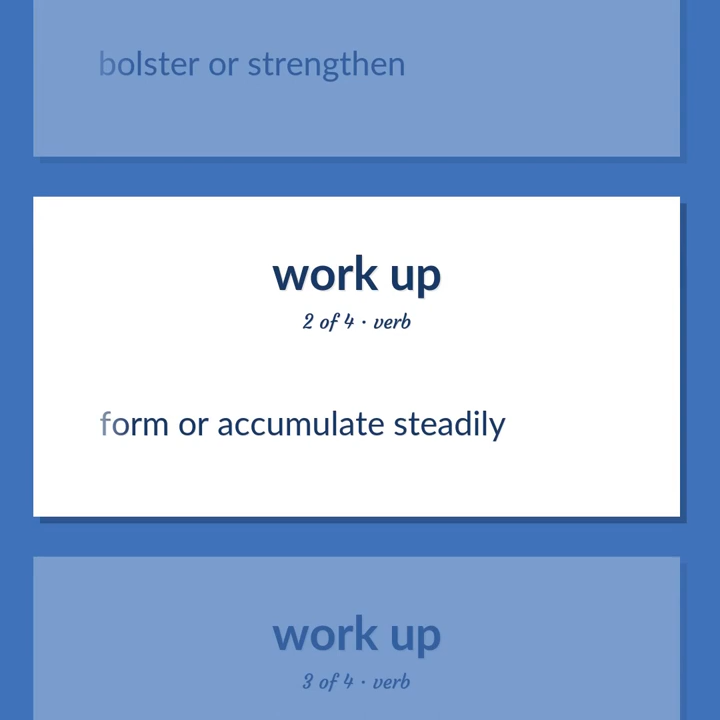 bolster or strengthen
work up
2 of 4 · verb
form or accumulate steadily
work up
3 of 4 · verb